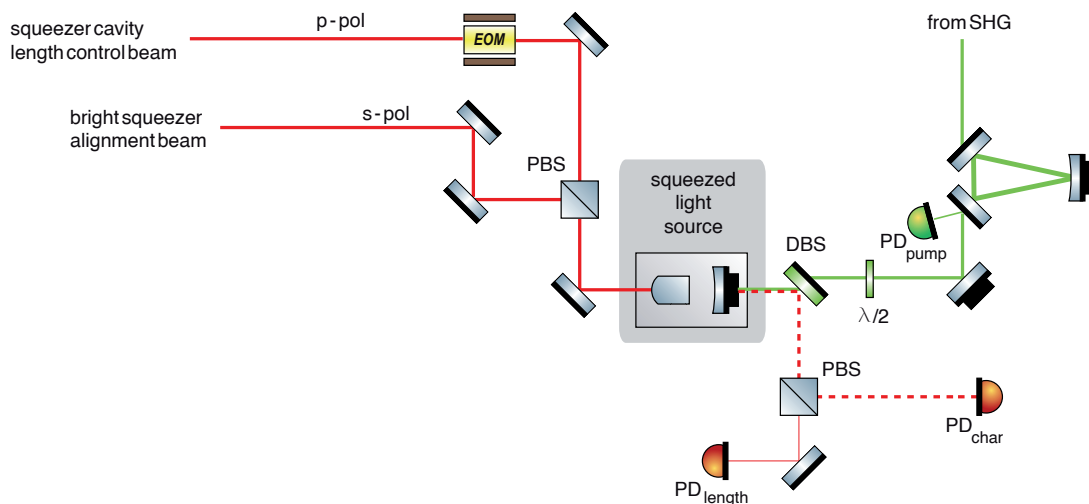 squeezer cavity
length control beam
p-pol
EOM
from SHG
bright squeezer
alignment beam
s-pol
PBS
squeezed
light
source
DBS
PD pump
λ/2
PBS
PD char
PD length